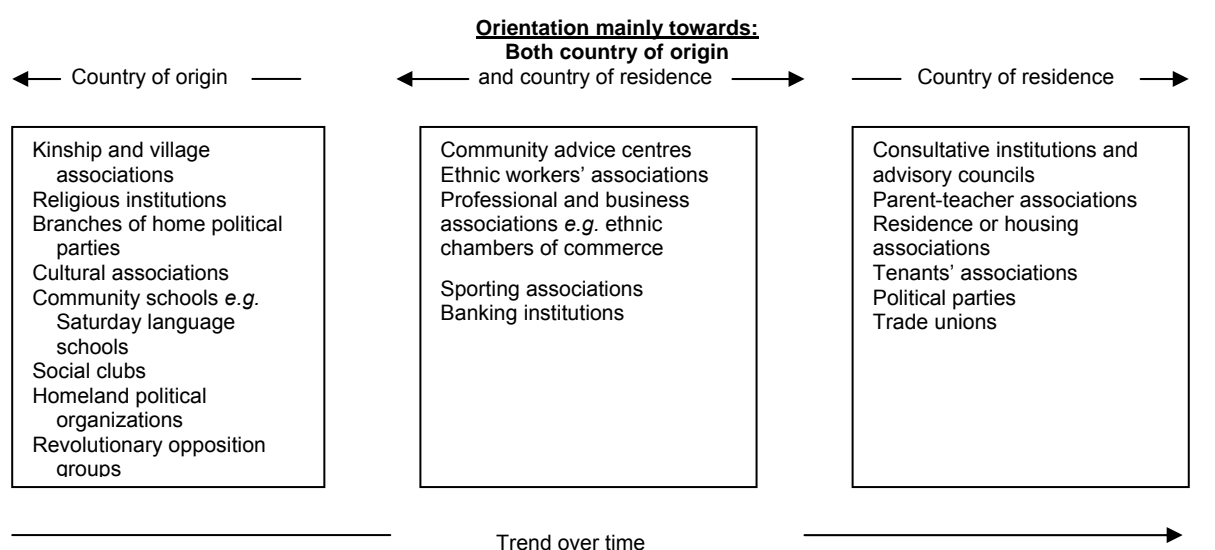 Orientation mainly towards:
Both country of origin
and country of residence
Country of origin
Country of residence
Kinship and village
associations
Religious institutions
Branches of home political
parties
Cultural associations
Community schools e.g.
Saturday language
schools
Social clubs
Homeland political
organizations
Revolutionary opposition
groups
Community advice centres
Ethnic workers’ associations
Professional and business
associations e.g. ethnic
chambers of commerce
Sporting associations
Banking institutions
Consultative institutions and
advisory councils
Parent-teacher associations
Residence or housing
associations
Tenants’ associations
Political parties
Trade unions
Trend over time